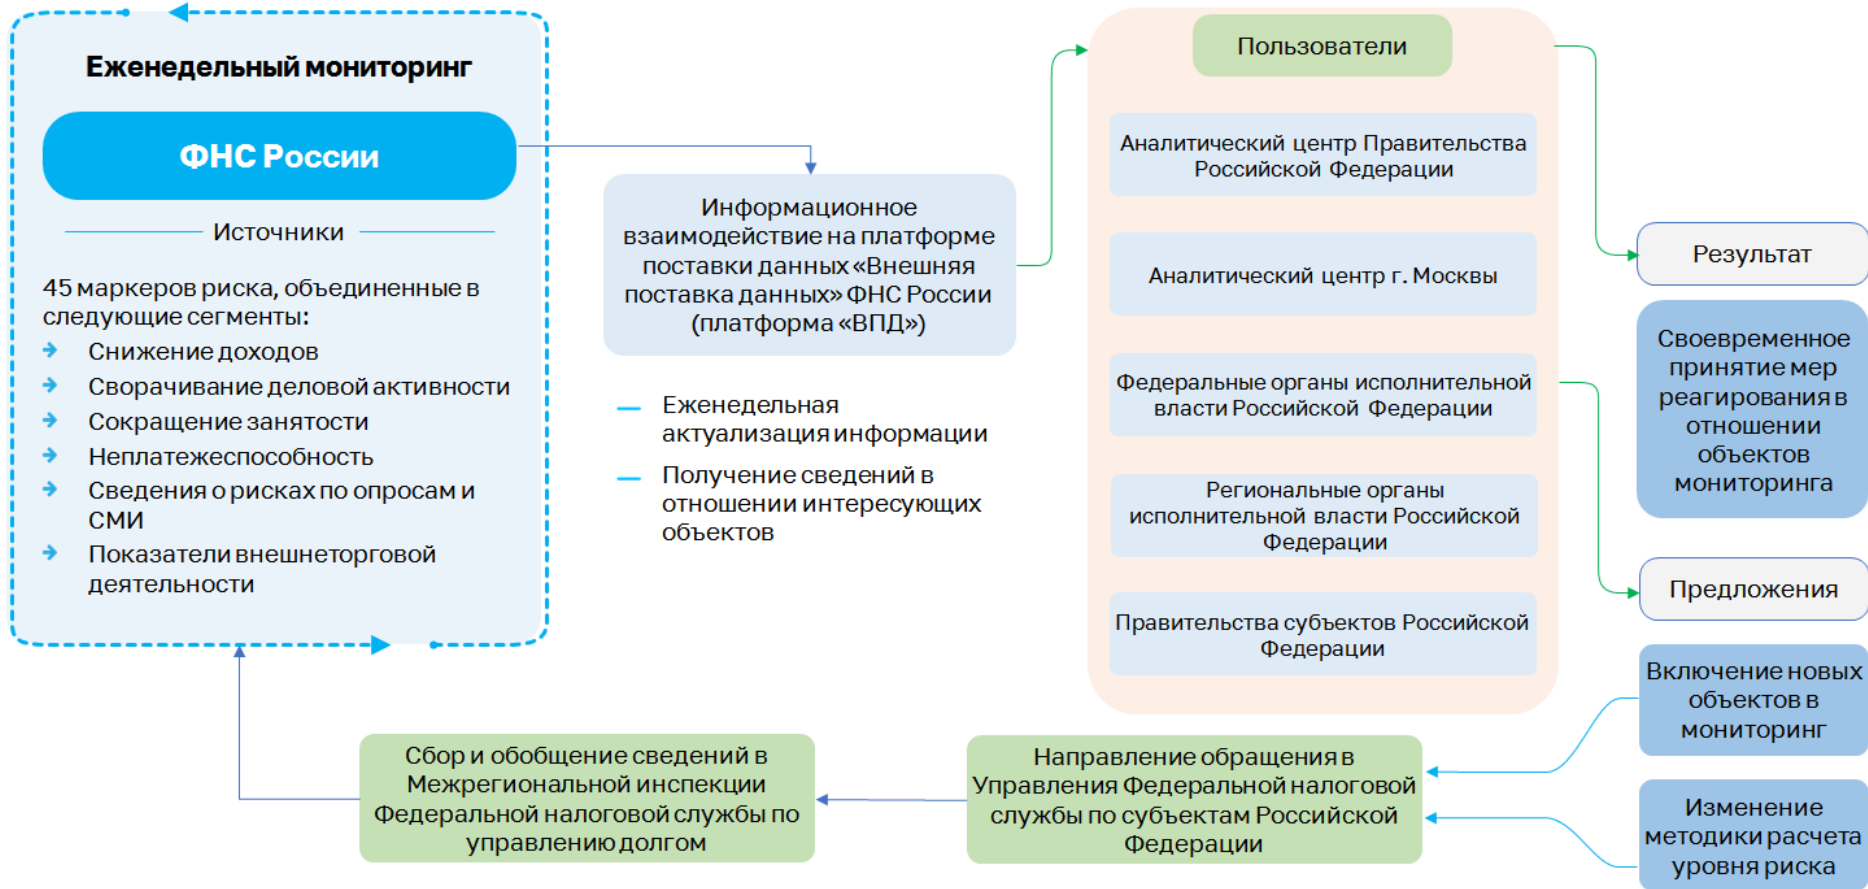 Еженедельный мониторинг
ФНС России
Источники
45 маркеров риска, объединенные в
следующие сегменты:
Снижение доходов
Сворачивание деловой активности
Сокращение занятости
Неплатежеспособность
Сведения о рисках по опросам и
СМИ
Показатели внешнеторговой
деятельности
Информационное
взаимодействие на платформе
поставки данных «Внешняя
поставка данных» ФНС России
(платформа «ВПД»)
Еженедельная
актуализация информации
Получение сведений в
отношении интересующих
объектов
Пользователи
Аналитический центр Правительства
Российской Федерации
Аналитический центр г. Москвы
Федеральные органы исполнительной
власти Российской Федерации
Региональные органы
исполнительной власти Российской
Федерации
Правительства субъектов Российской
Федерации
Результат
Своевременное
принятие мер
реагирования в
отношении
объектов
мониторинга
Предложения
Включение новых
объектов в
мониторинг
Изменение
методики расчета
уровня риска
Направление обращения в
Управления Федеральной налоговой
службы по субъектам Российской
Федерации
Сбор и обобщение сведений в
Межрегиональной инспекции
Федеральной налоговой службы по
управлению долгом